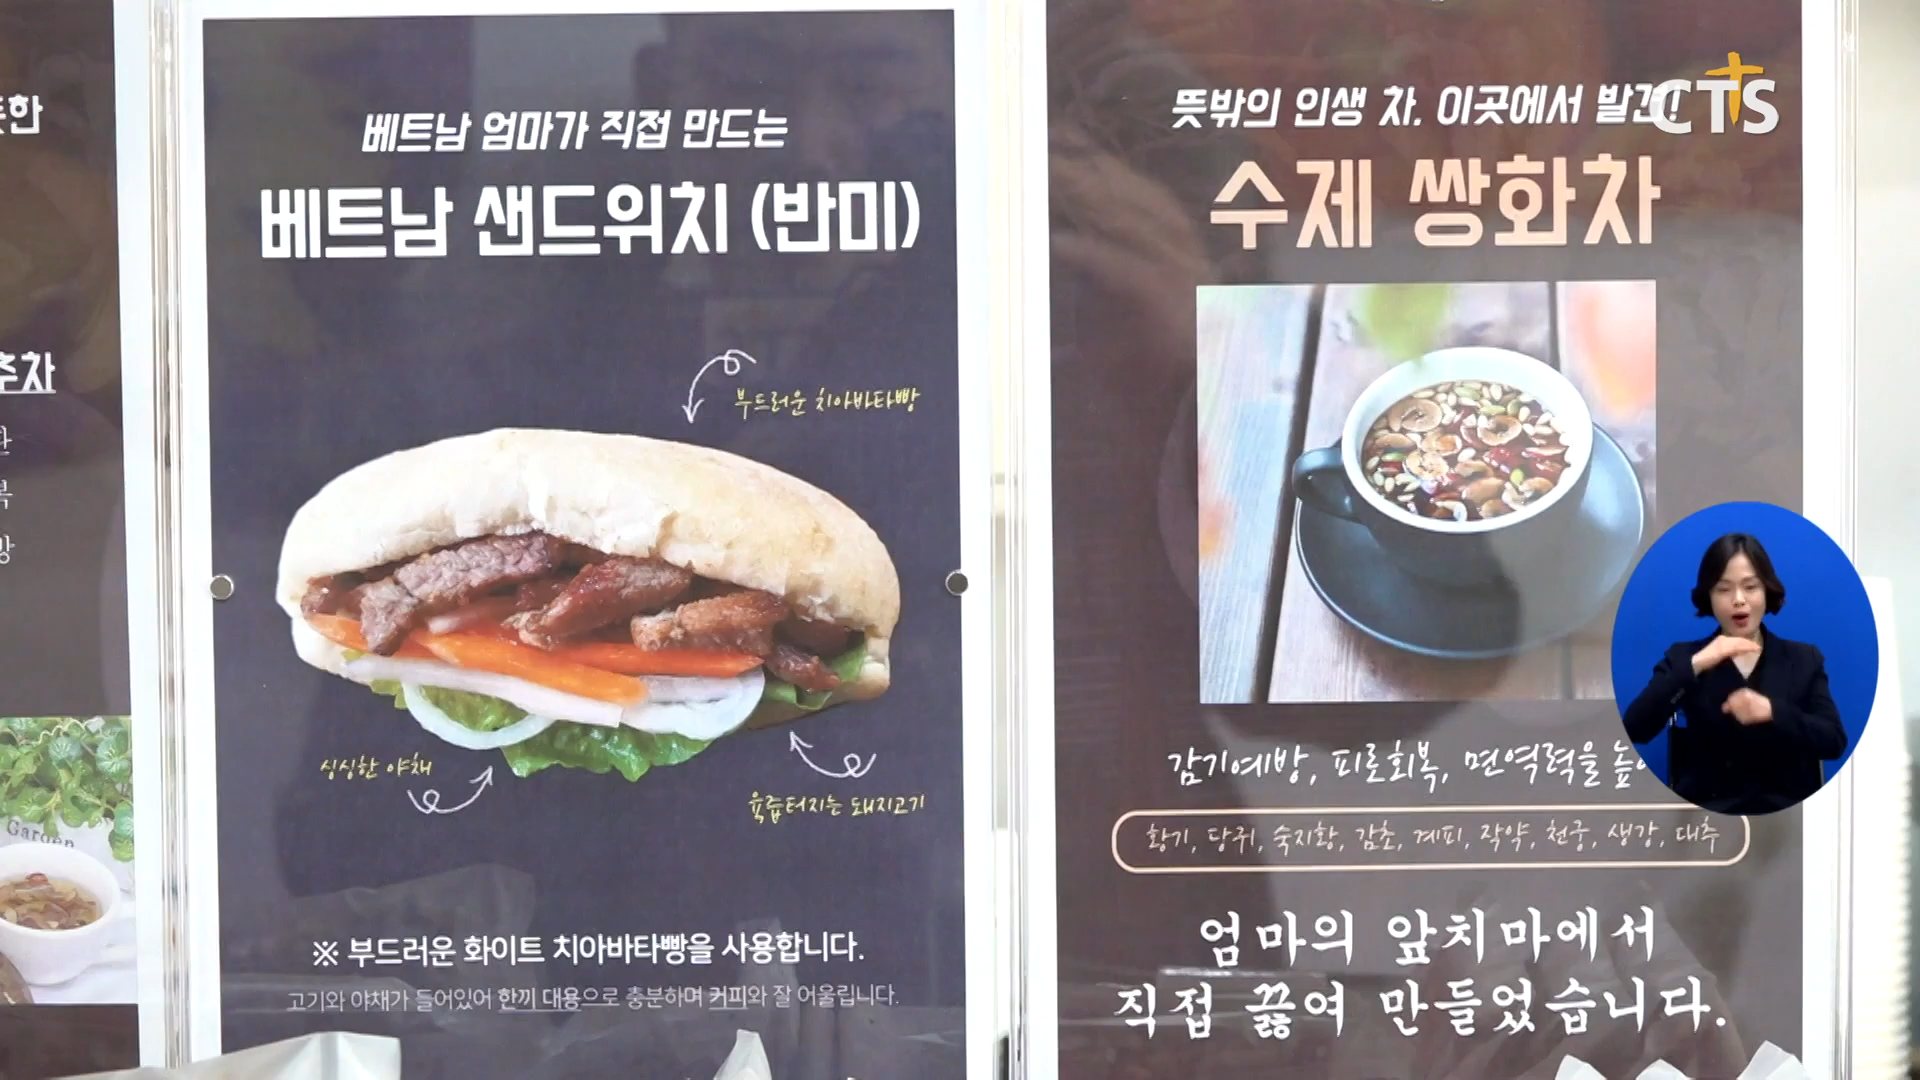 추차
베트남 엄마가 직접 만드는
베트남 샌드위치 (반미)
부드러운 치아바타빵
싱싱한 야채
육즙터지는 돼지고기
※ 부드러운 화이트 치아바타빵을 사용합니다.
고기와 야채가 들어있어 한끼 대용으로 충분하며 커피와 잘 어울립니다.
Garden
뜻밖의 인생 차, 이곳에서 발견!
수제 쌍화차
감기예방, 피로회복, 면역력을
황기, 당귀, 숙지황, 감초, 계피, 작약, 천궁, 생강, 대추
엄마의 앞치마에서
직접 끓여 만들었습니다.
CTS